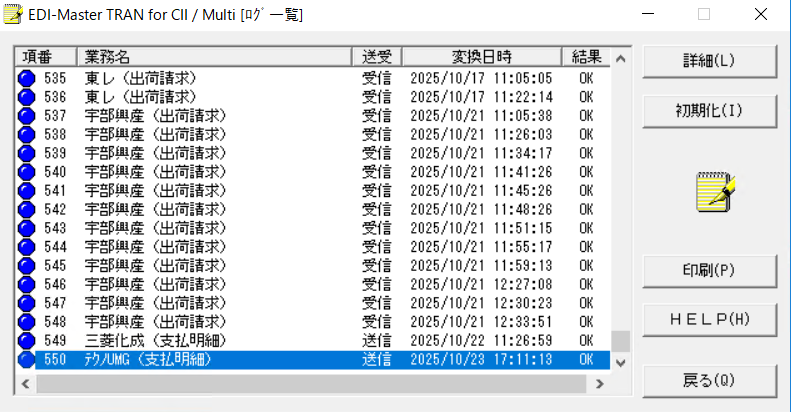 EDI-Master TRAN for CII / Multi [ﾛｸﾞ 一覧]
項番 業務名 送受 変換日時 結果
535 東レ（出荷請求） 受信 2025/10/17 11:05:05 OK
536 東レ（出荷請求） 受信 2025/10/17 11:22:14 OK
537 宇部興産（出荷請求） 受信 2025/10/21 11:05:38 OK
538 宇部興産（出荷請求） 受信 2025/10/21 11:26:03 OK
539 宇部興産（出荷請求） 受信 2025/10/21 11:34:17 OK
540 宇部興産（出荷請求） 受信 2025/10/21 11:41:26 OK
541 宇部興産（出荷請求） 受信 2025/10/21 11:45:26 OK
542 宇部興産（出荷請求） 受信 2025/10/21 11:48:26 OK
543 宇部興産（出荷請求） 受信 2025/10/21 11:51:15 OK
544 宇部興産（出荷請求） 受信 2025/10/21 11:55:17 OK
545 宇部興産（出荷請求） 受信 2025/10/21 11:59:13 OK
546 宇部興産（出荷請求） 受信 2025/10/21 12:27:08 OK
547 宇部興産（出荷請求） 受信 2025/10/21 12:30:23 OK
548 宇部興産（出荷請求） 受信 2025/10/21 12:33:51 OK
549 三菱化成（支払明細） 送信 2025/10/22 11:26:59 OK
550 ﾃｸﾉUMG（支払明細） 送信 2025/10/23 17:11:13 OK
詳細(L)
初期化(I)
印刷(P)
ＨＥＬＰ(H)
戻る(Q)